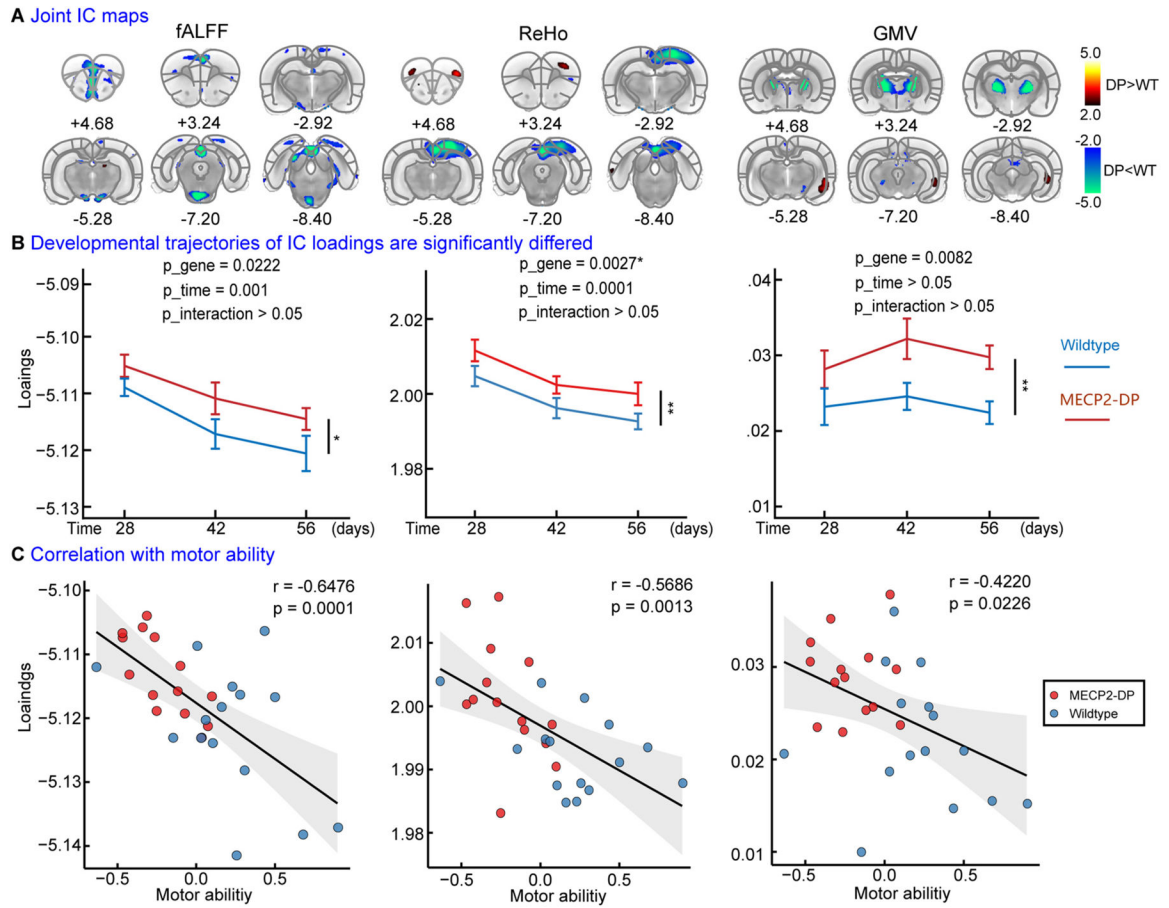 A Joint IC maps
fALFF
ReHo
GMV
+4.68 +3.24 -2.92
+4.68 +3.24 -2.92
+4.68 +3.24 -2.92
-5.28 -7.20 -8.40
-5.28 -7.20 -8.40
-5.28 -7.20 -8.40
5.0
DP>WT
2.0
-2.0
DP<WT
-5.0
B Developmental trajectories of IC loadings are significantly differed
Loaings
−5.09
−5.10
−5.11
−5.12
−5.13
p_gene = 0.0222
p_time = 0.001
p_interaction > 0.05
*
Time 28 42 56 (days)
2.02
2.00
1.98
p_gene = 0.0027*
p_time = 0.0001
p_interaction > 0.05
**
28 42 56 (days)
.04
.03
.02
.01
p_gene = 0.0082
p_time > 0.05
p_interaction > 0.05
**
Time 28 42 56 (days)
Wildtype
MECP2-DP
C Correlation with motor ability
Loaindgs
−5.10
−5.11
−5.12
−5.13
−5.14
r = -0.6476
p = 0.0001
−0.5 0.0 0.5
Motor abilitiy
2.01
2.00
1.99
1.98
r = -0.5686
p = 0.0013
−0.5 0.0 0.5
Motor abilitiy
0.03
0.02
0.01
r = -0.4220
p = 0.0226
−0.5 0.0 0.5
Motor abilitiy
MECP2-DP
Wildtype